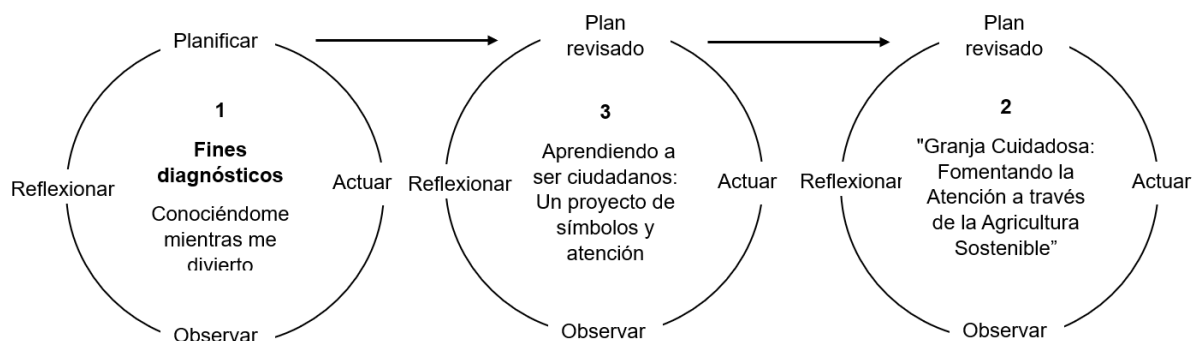 Planificar
1
Fines
diagnósticos
Conociéndome
mientras me
divierto
Reflexionar
Actuar
Observar
Plan
revisado
3
Aprendiendo a
ser ciudadanos:
Un proyecto de
símbolos y
atención
Reflexionar
Actuar
Observar
Plan
revisado
2
"Granja Cuidadosa:
Fomentando la
Atención a través
de la Agricultura
Sostenible”
Reflexionar
Actuar
Observar